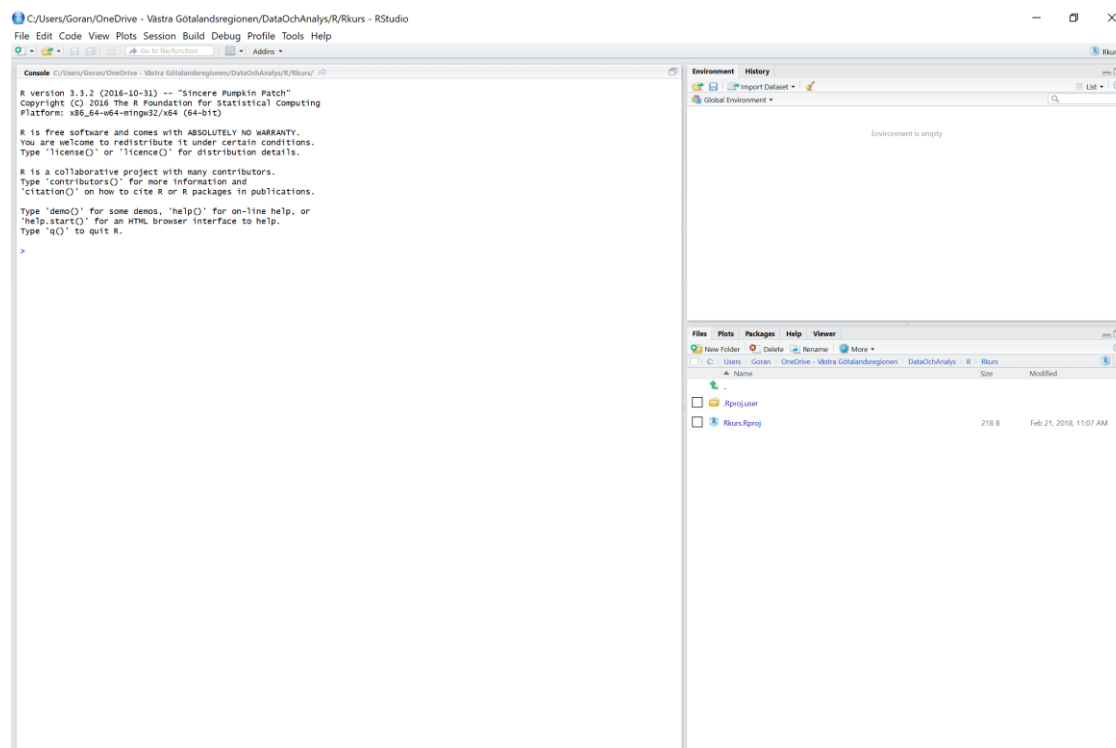 C:/Users/Goran/OneDrive - Västra Götalandsregionen/DataOchAnalys/R/Rkurs - RStudio
File Edit Code View Plots Session Build Debug Profile Tools Help
Go to file/function Addins Rkur
Console C:/Users/Goran/OneDrive - Västra Götalandsregionen/DataOchAnalys/R/Rkurs/
R version 3.3.2 (2016-10-31) -- "Sincere Pumpkin Patch"
Copyright (C) 2016 The R Foundation for Statistical Computing
Platform: x86_64-w64-mingw32/x64 (64-bit)
R is free software and comes with ABSOLUTELY NO WARRANTY.
You are welcome to redistribute it under certain conditions.
Type 'license()' or 'licence()' for distribution details.
R is a collaborative project with many contributors.
Type 'contributors()' for more information and
'citation()' on how to cite R or R packages in publications.
Type 'demo()' for some demos, 'help()' for on-line help, or
'help.start()' for an HTML browser interface to help.
Type 'q()' to quit R.
>
Environment History
Import Dataset List
Global Environment
Environment is empty
Files Plots Packages Help Viewer
New Folder Delete Rename More
C: Users Goran OneDrive - Västra Götalandsregionen DataOchAnalys R Rkurs
Name Size Modified
..
.Rproj.user
Rkurs.Rproj 218 B Feb 21, 2018, 11:07 AM